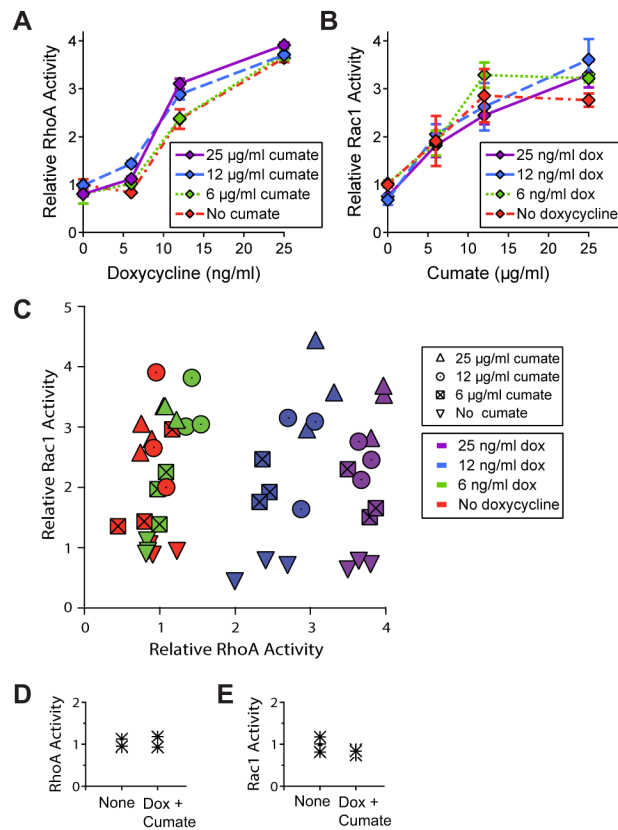 A
Relative RhoA Activity
4
3
2
1
0
0 5 10 15 20 25
Doxycycline (ng/ml)
25 µg/ml cumate
12 µg/ml cumate
6 µg/ml cumate
No cumate
B
Relative Rac1 Activity
4
3
2
1
0
0 5 10 15 20 25
Cumate (µg/ml)
25 ng/ml dox
12 ng/ml dox
6 ng/ml dox
No doxycycline
C
Relative Rac1 Activity
5
4
3
2
1
0
0 1 2 3 4
Relative RhoA Activity
25 µg/ml cumate
12 µg/ml cumate
6 µg/ml cumate
No cumate
25 ng/ml dox
12 ng/ml dox
6 ng/ml dox
No doxycycline
D
RhoA Activity
2
1
0
None Dox +
Cumate
E
Rac1 Activity
2
1
0
None Dox +
Cumate